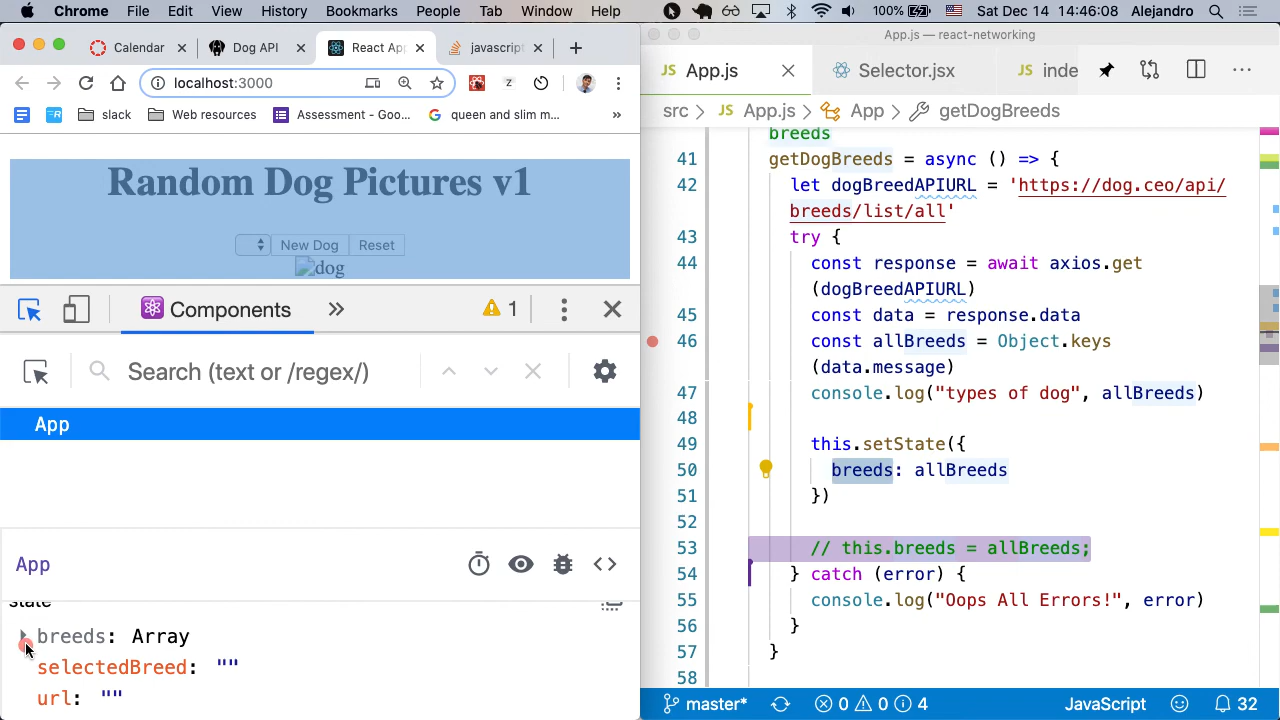 Chrome File Edit View History Bookmarks People Tab Window Help 100% Sat Dec 14 14:46:08 Alejandro
Calendar Dog API React App javascript
localhost:3000
slack Web resources Assessment - Goo... queen and slim m... »
Random Dog Pictures v1
New Dog Reset
dog
Components » 1
Search (text or /regex/)
App
App
state
breeds: Array
selectedBreed: ""
url: ""
App.js — react-networking
JS App.js Selector.jsx JS inde
src > JS App.js > App > getDogBreeds
breeds
41 getDogBreeds = async () => {
42 let dogBreedAPIURL = 'https://dog.ceo/api/
breeds/list/all'
43 try {
44 const response = await axios.get
(dogBreedAPIURL)
45 const data = response.data
46 const allBreeds = Object.keys
(data.message)
47 console.log("types of dog", allBreeds)
48
49 this.setState({
50 breeds: allBreeds
51 })
52
53 // this.breeds = allBreeds;
54 } catch (error) {
55 console.log("Oops All Errors!", error)
56 }
57 }
58
master* 0 0 4 JavaScript 32